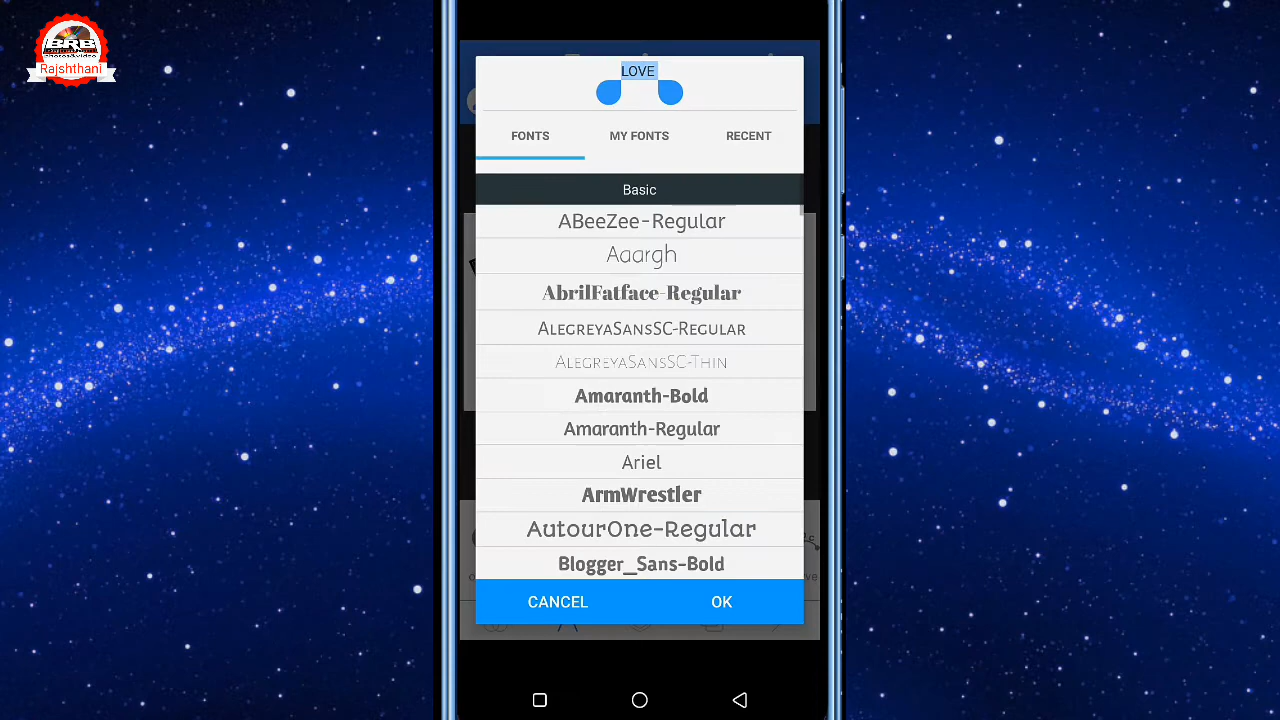 BRB
Rajshthani
LOVE
FONTS MY FONTS RECENT
Basic
ABeeZee-Regular
Aaargh
AbrilFatface-Regular
AlegreyaSansSC-Regular
AlegreyaSansSC-Thin
Amaranth-Bold
Amaranth-Regular
Ariel
ArmWrestler
AutourOne-Regular
Blogger_Sans-Bold
CANCEL OK